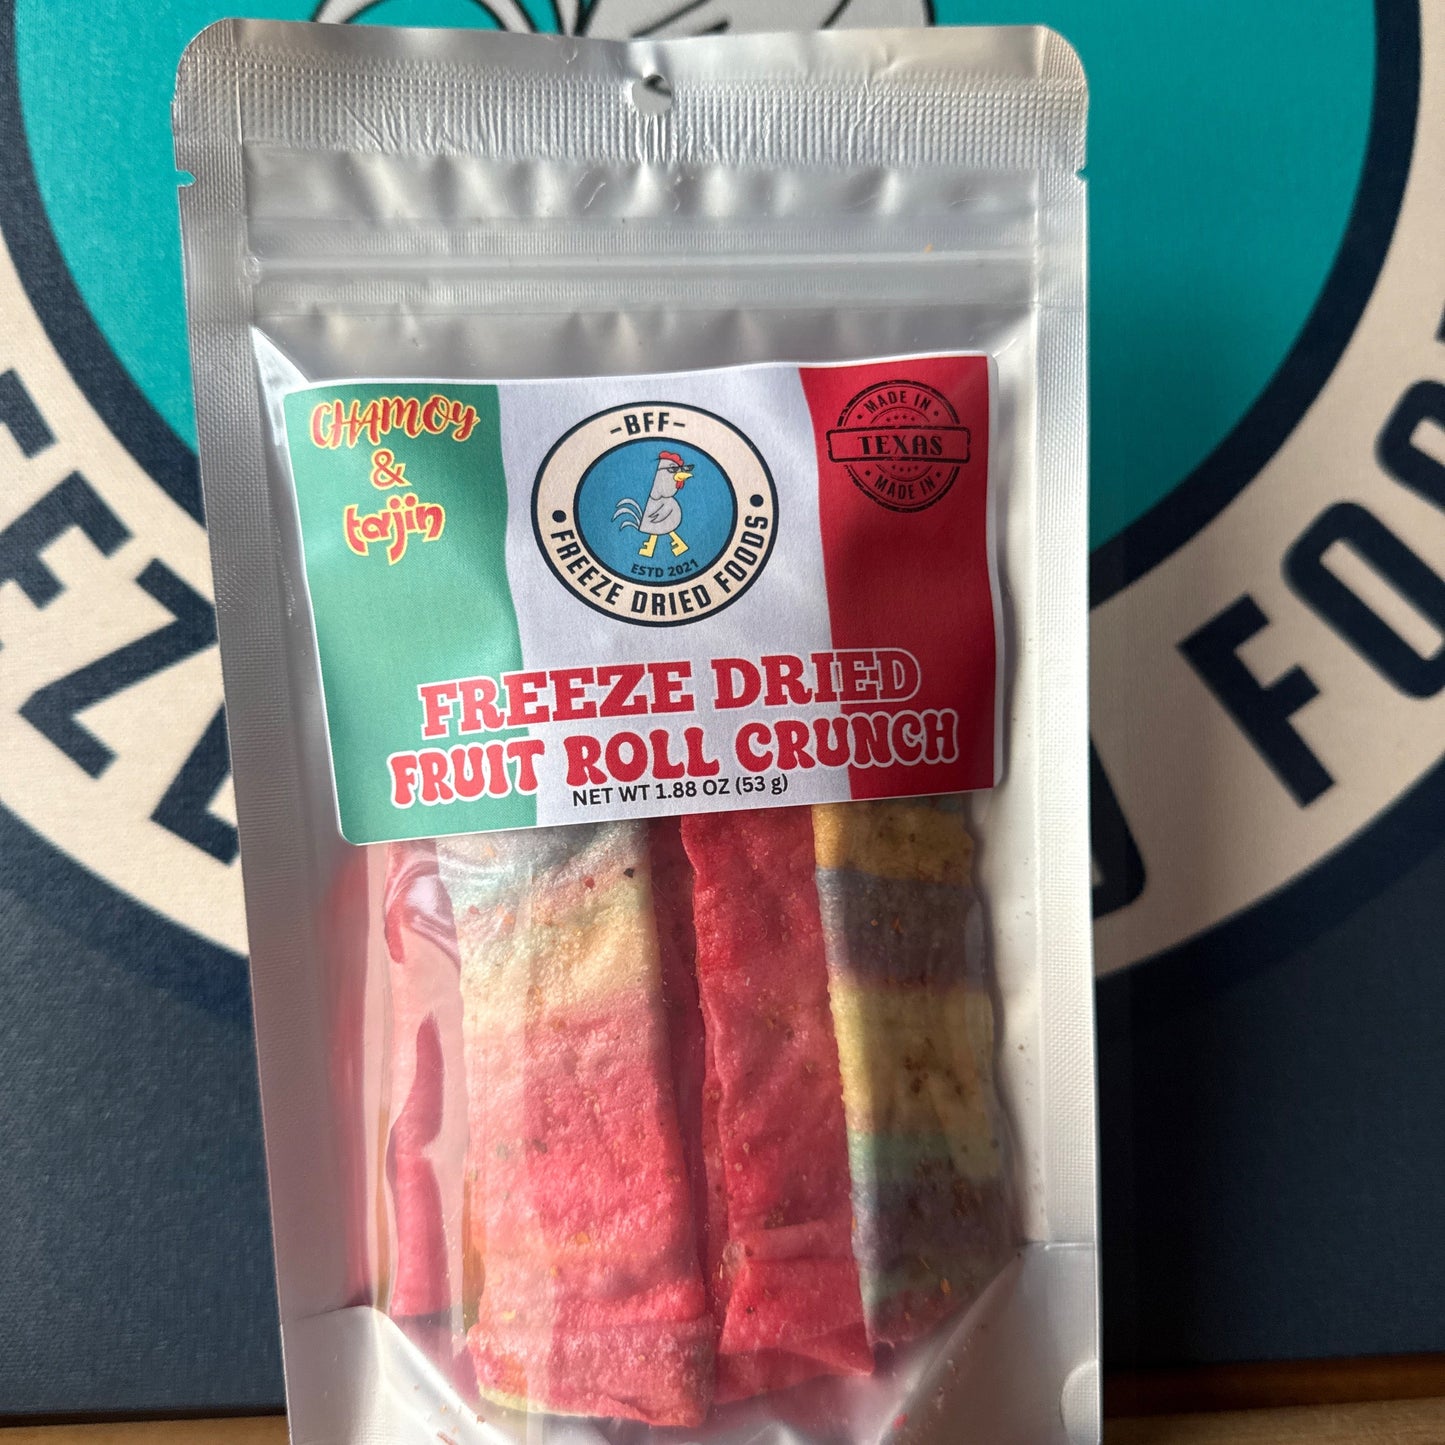 CHAMOY
&
tajin
-BFF-
• FREEZE DRIED FOODS •
ESTD 2021
• MADE IN •
TEXAS
• MADE IN •
FREEZE DRIED
FRUIT ROLL CRUNCH
NET WT 1.88 OZ (53 g)